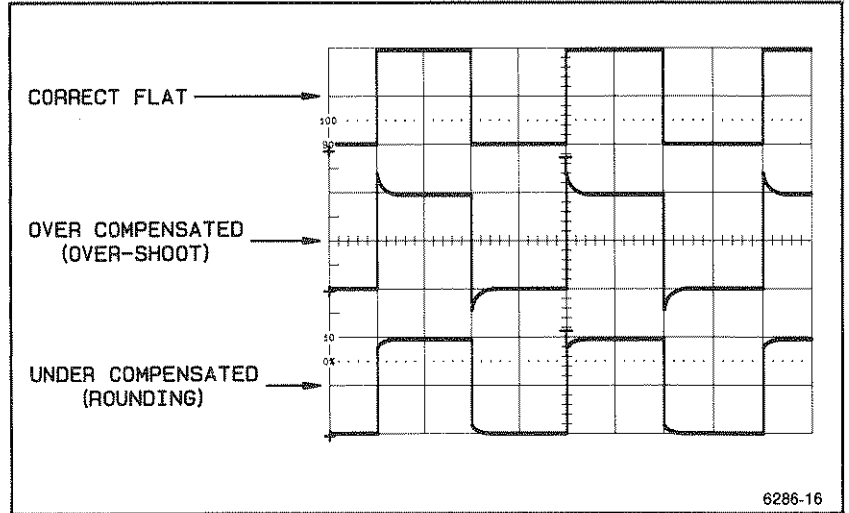 CORRECT FLAT
100
90
OVER COMPENSATED
(OVER-SHOOT)
10
0%
UNDER COMPENSATED
(ROUNDING)
6286-16